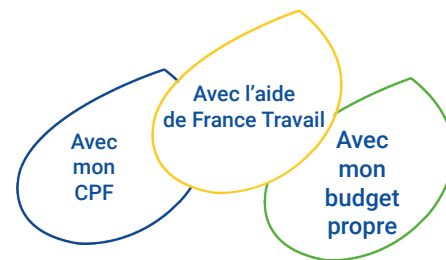 Avec
mon
CPF
Avec l’aide
de France Travail
Avec
mon
budget
propre